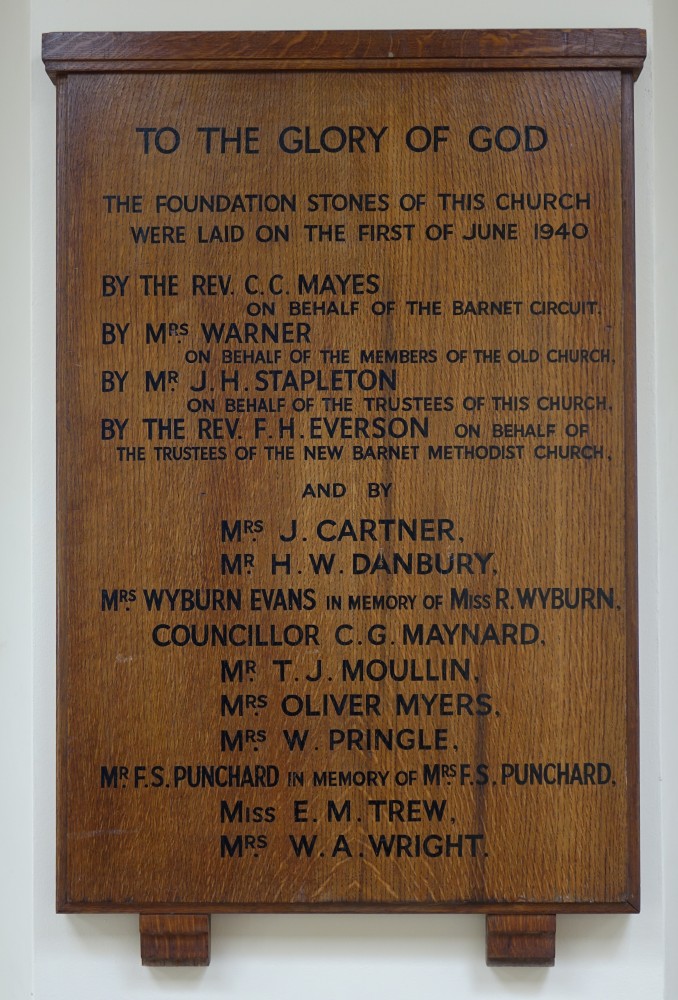 TO THE GLORY OF GOD
THE FOUNDATION STONES OF THIS CHURCH
WERE LAID ON THE FIRST OF JUNE 1940
BY THE REV. C.C. MAYES
ON BEHALF OF THE BARNET CIRCUIT.
BY MRS WARNER
ON BEHALF OF THE MEMBERS OF THE OLD CHURCH.
BY MR J.H. STAPLETON
ON BEHALF OF THE TRUSTEES OF THIS CHURCH.
BY THE REV. F.H. EVERSON ON BEHALF OF
THE TRUSTEES OF THE NEW BARNET METHODIST CHURCH.
AND BY
MRS J. CARTNER.
MR H.W. DANBURY.
MRS WYBURN EVANS IN MEMORY OF MISS R. WYBURN.
COUNCILLOR C.G. MAYNARD.
MR T.J. MOULLIN.
MRS OLIVER MYERS.
MRS W. PRINGLE.
MR F.S. PUNCHARD IN MEMORY OF MRS F.S. PUNCHARD.
MISS E.M. TREW.
MRS W.A. WRIGHT.